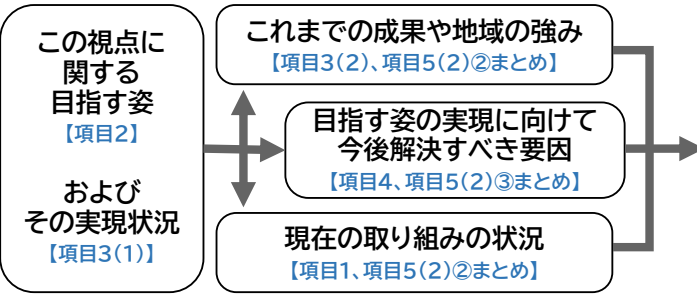 この視点に
関する
目指す姿
【項目2】
および
その実現状況
【項目3(1)】
これまでの成果や地域の強み
【項目3(2)、項目5(2)②まとめ】
目指す姿の実現に向けて
今後解決すべき要因
【項目4、項目5(2)③まとめ】
現在の取り組みの状況
【項目1、項目5(2)②まとめ】